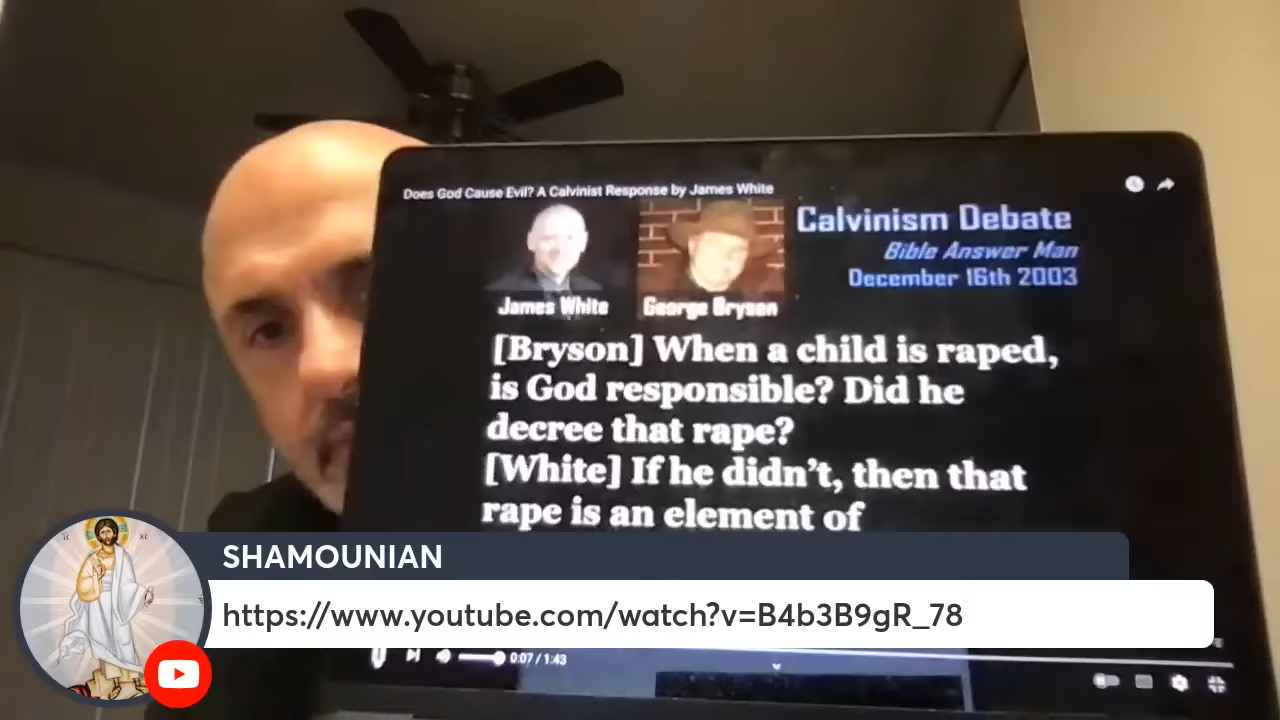 Does God Cause Evil? A Calvinist Response by James White
Calvinism Debate
Bible Answer Man
December 16th 2003
James White
George Bryson
[Bryson] When a child is raped,
is God responsible? Did he
decree that rape?
[White] If he didn't, then that
rape is an element of
SHAMOUNIAN
https://www.youtube.com/watch?v=B4b3B9gR_78
0:07 / 1:43